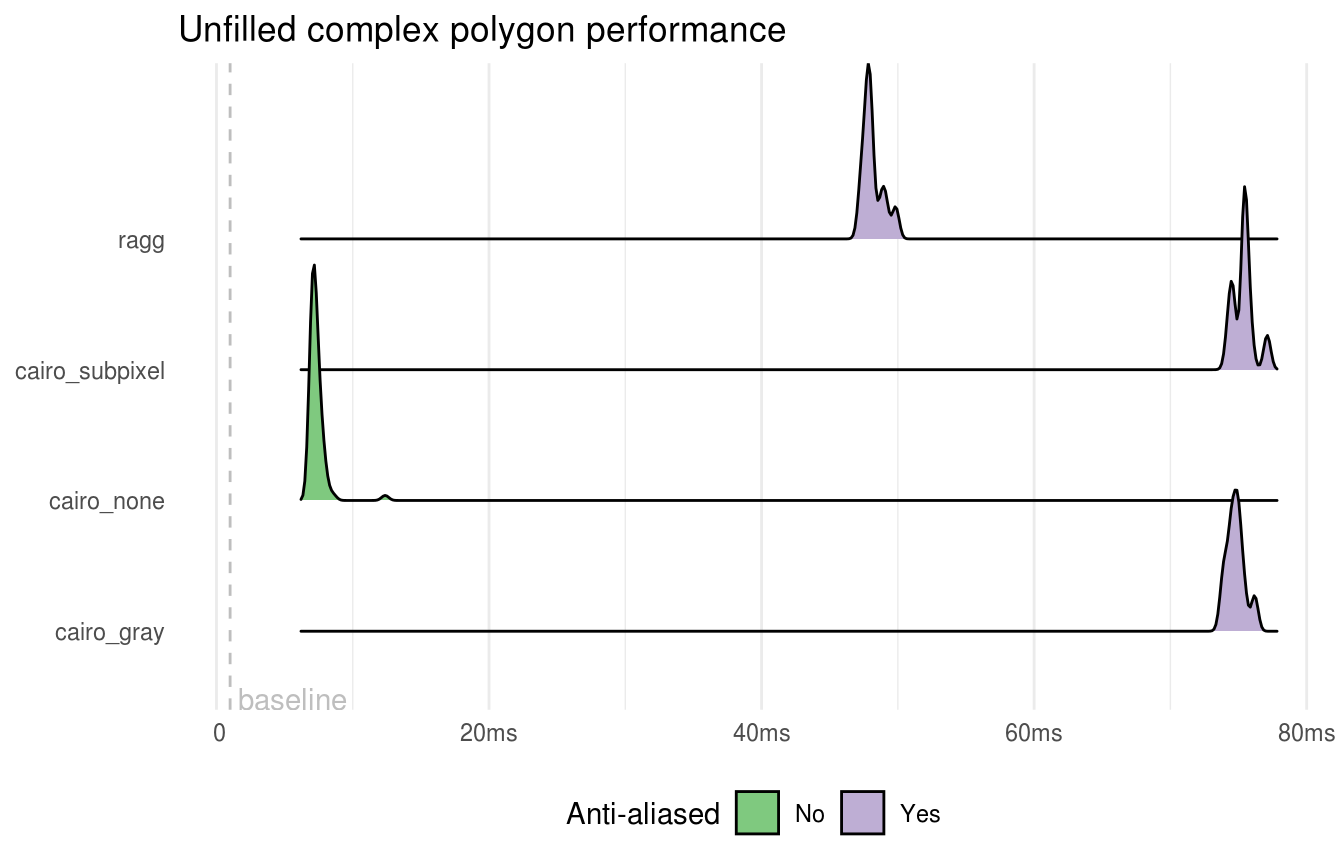 Unfilled complex polygon performance
ragg
cairo_subpixel
cairo_none
cairo_gray
baseline
0 20ms 40ms 60ms 80ms
Anti-aliased No Yes